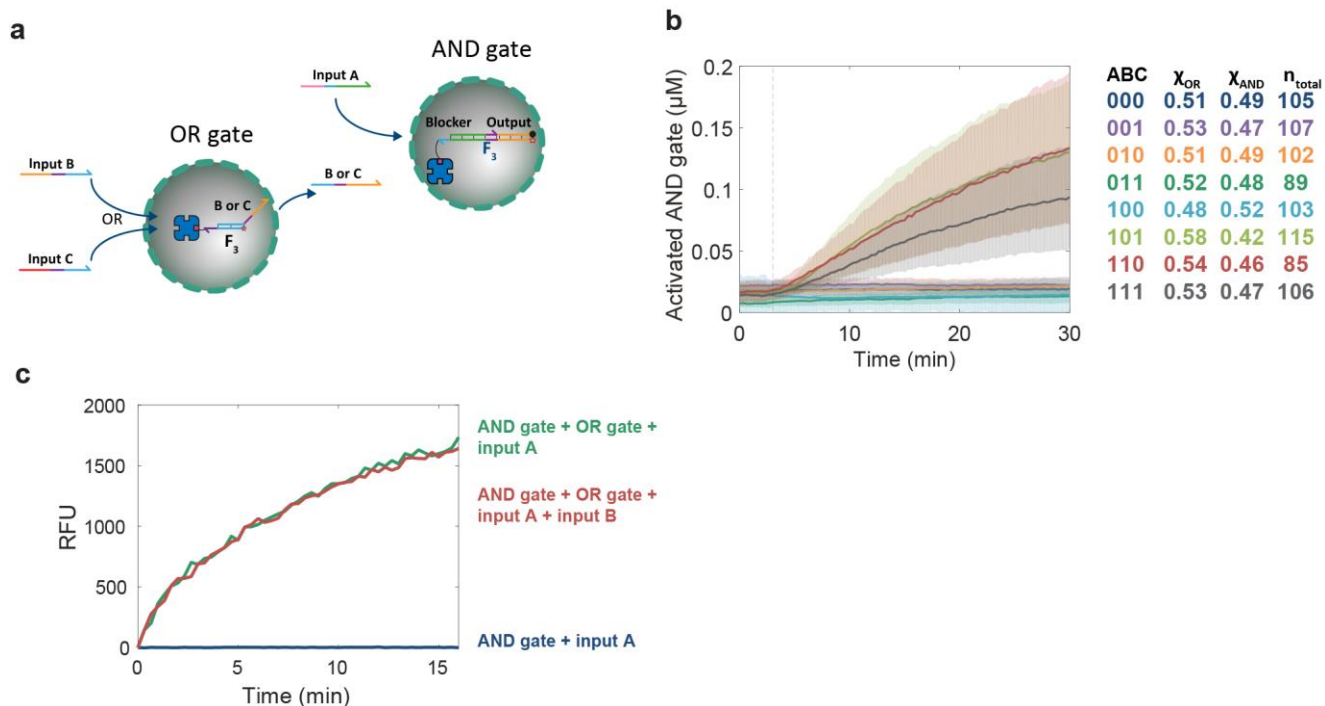 a
AND gate
Input A
Blocker Output
F3
OR gate
Input B
OR
B or C
F3
B or C
Input C
b
Activated AND gate (µM)
0.2
0.15
0.1
0.05
0
0 10 20 30
Time (min)
ABC χOR χAND ntotal
000 0.51 0.49 105
001 0.53 0.47 107
010 0.51 0.49 102
011 0.52 0.48 89
100 0.48 0.52 103
101 0.58 0.42 115
110 0.54 0.46 85
111 0.53 0.47 106
c
RFU
2000
1500
1000
500
0
0 5 10 15
Time (min)
AND gate + OR gate +
input A
AND gate + OR gate +
input A + input B
AND gate + input A